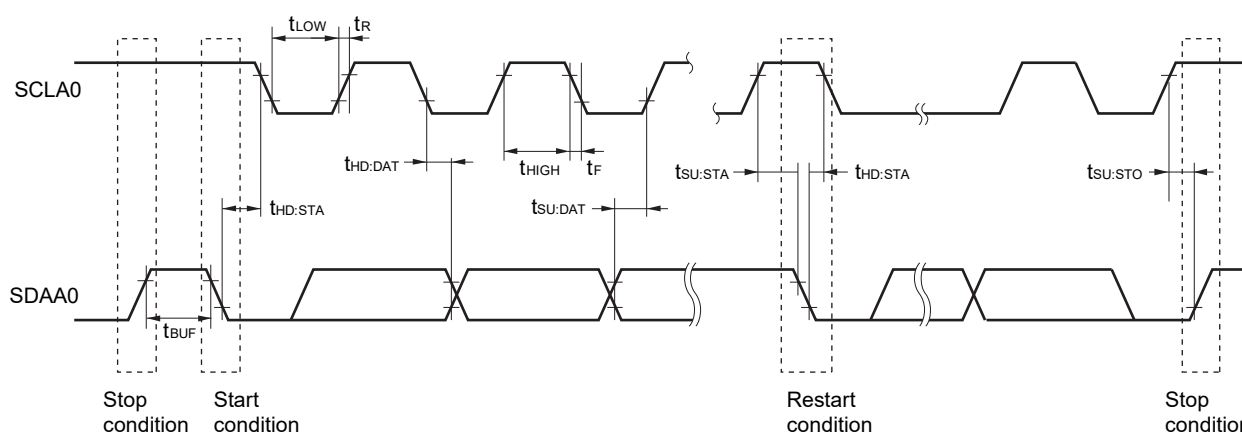 tLOW
tR
SCLA0
tHD:DAT
tHIGH
tF
tSU:STA
tHD:STA
tSU:STO
tHD:STA
tSU:DAT
SDAA0
tBUF
Stop
condition
Start
condition
Restart
condition
Stop
condition